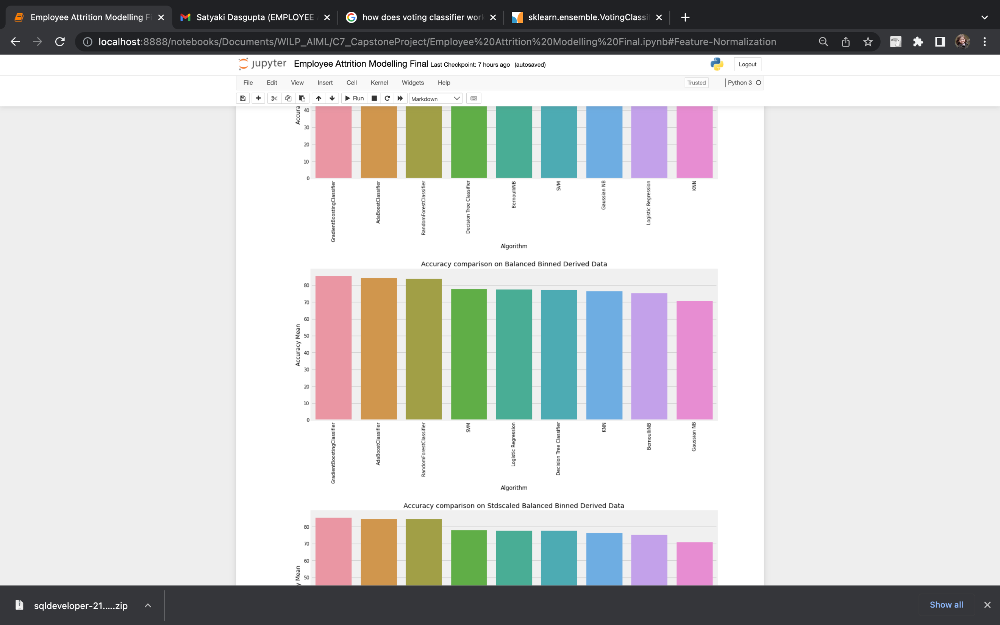 Employee Attrition Modelling Fi
Satyaki Dasgupta (EMPLOYEE A
how does voting classifier work
sklearn.ensemble.VotingClassif
localhost:8888/notebooks/Documents/WILP_AIML/C7_CapstoneProject/Employee%20Attrition%20Modelling%20Final.ipynb#Feature-Normalization
jupyter Employee Attrition Modelling Final Last Checkpoint: 7 hours ago (autosaved)
Logout
File Edit View Insert Cell Kernel Widgets Help
Trusted
Python 3
Run
Markdown
Accura
40
30
20
10
0
GradientBoostingClassifier
AdaBoostClassifier
RandomForestClassifier
Decision Tree Classifier
BernoulliNB
SVM
Gaussian NB
Logistic Regression
KNN
Algorithm
Accuracy comparison on Balanced Binned Derived Data
Accuracy Mean
80
70
60
50
40
30
20
10
0
GradientBoostingClassifier
AdaBoostClassifier
RandomForestClassifier
SVM
Logistic Regression
Decision Tree Classifier
KNN
BernoulliNB
Gaussian NB
Algorithm
Accuracy comparison on Stdscaled Balanced Binned Derived Data
y Mean
80
70
60
50
sqldeveloper-21.....zip
Show all